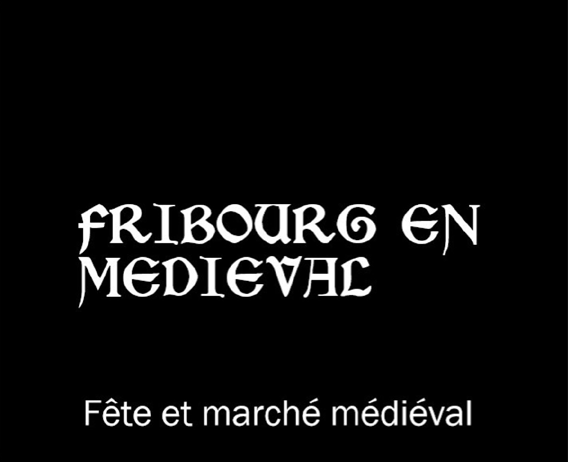 FRIBOURG EN
MEDIEVAL
Fête et marché médiéval